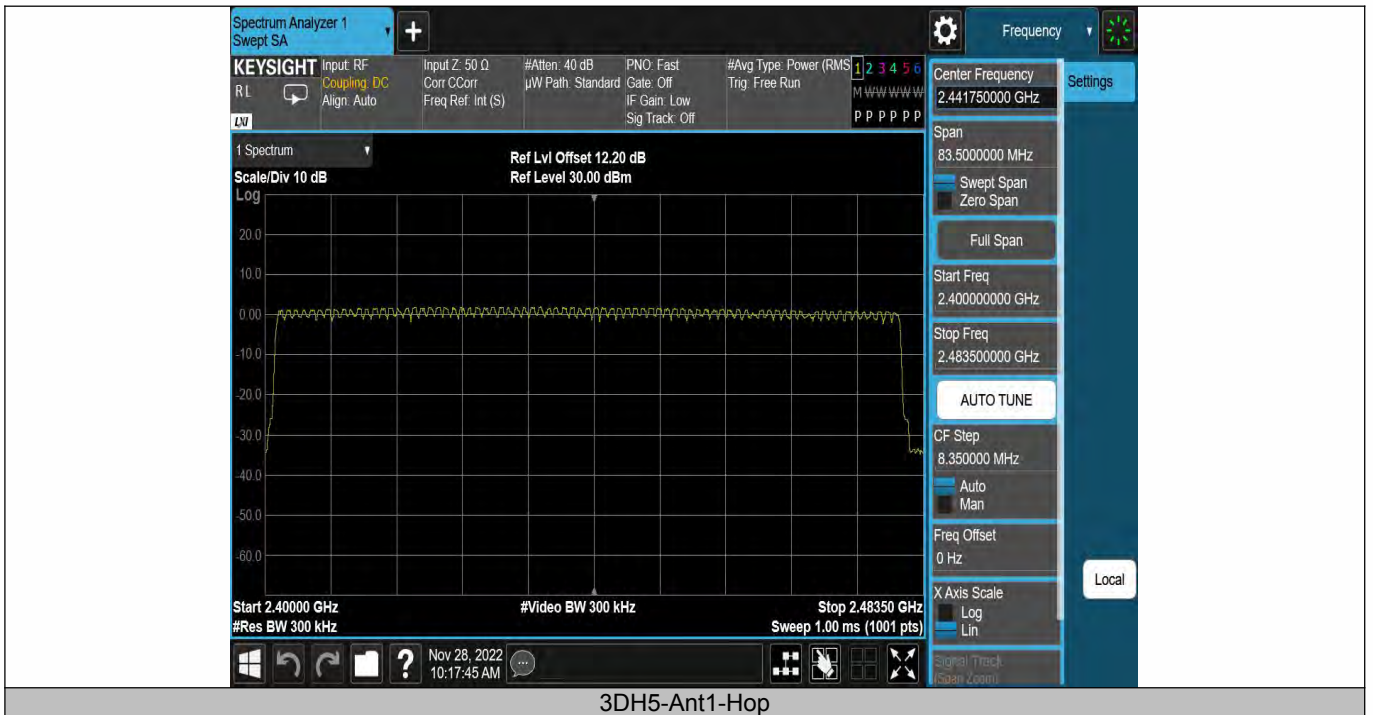 Spectrum Analyzer 1
Swept SA
+
Frequency
KEYSIGHT
RL
LXI
Input: RF
Coupling: DC
Align: Auto
Input Z: 50 Ω
Corr CCorr
Freq Ref: Int (S)
#Atten: 40 dB
µW Path: Standard
PNO: Fast
Gate: Off
IF Gain: Low
Sig Track: Off
#Avg Type: Power (RMS
Trig: Free Run
1 2 3 4 5 6
M W W W W W
P P P P P P
1 Spectrum
Scale/Div 10 dB
Log
Ref Lvl Offset 12.20 dB
Ref Level 30.00 dBm
20.0
10.0
0.00
-10.0
-20.0
-30.0
-40.0
-50.0
-60.0
Start 2.40000 GHz
#Res BW 300 kHz
#Video BW 300 kHz
Stop 2.48350 GHz
Sweep 1.00 ms (1001 pts)
Center Frequency
2.441750000 GHz
Settings
Span
83.5000000 MHz
Swept Span
Zero Span
Full Span
Start Freq
2.400000000 GHz
Stop Freq
2.483500000 GHz
AUTO TUNE
CF Step
8.350000 MHz
Auto
Man
Freq Offset
0 Hz
X Axis Scale
Log
Lin
Local
Signal Track
(Span Zoom)
?
Nov 28, 2022
10:17:45 AM
3DH5-Ant1-Hop